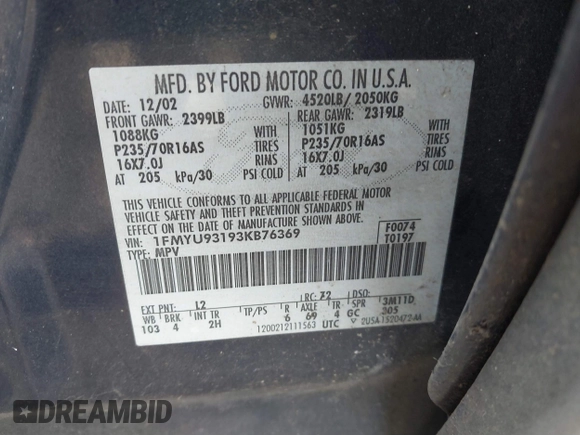 MFD. BY FORD MOTOR CO. IN U.S.A.
DATE: 12/02 GVWR: 4520LB/ 2050KG
FRONT GAWR: 2399LB REAR GAWR: 2319LB
1088KG WITH 1051KG WITH
P235/70R16AS TIRES P235/70R16AS TIRES
16X7.0J RIMS 16X7.0J RIMS
AT 205 kPa/30 PSI COLD AT 205 kPa/30 PSI COLD
THIS VEHICLE CONFORMS TO ALL APPLICABLE FEDERAL MOTOR
VEHICLE SAFETY AND THEFT PREVENTION STANDARDS IN
EFFECT ON THE DATE OF MANUFACTURE SHOWN ABOVE.
VIN: 1FMYU93193KB76369 F0074
TYPE: MPV T0197
EXT PNT: L2 RC: 72 DSO:
WB BRK INT TR TP/PS R AXLE TR SPR 3M11D
103 4 2H 6 69 4 GC 305
1200212111563 UTC
DREAMBID